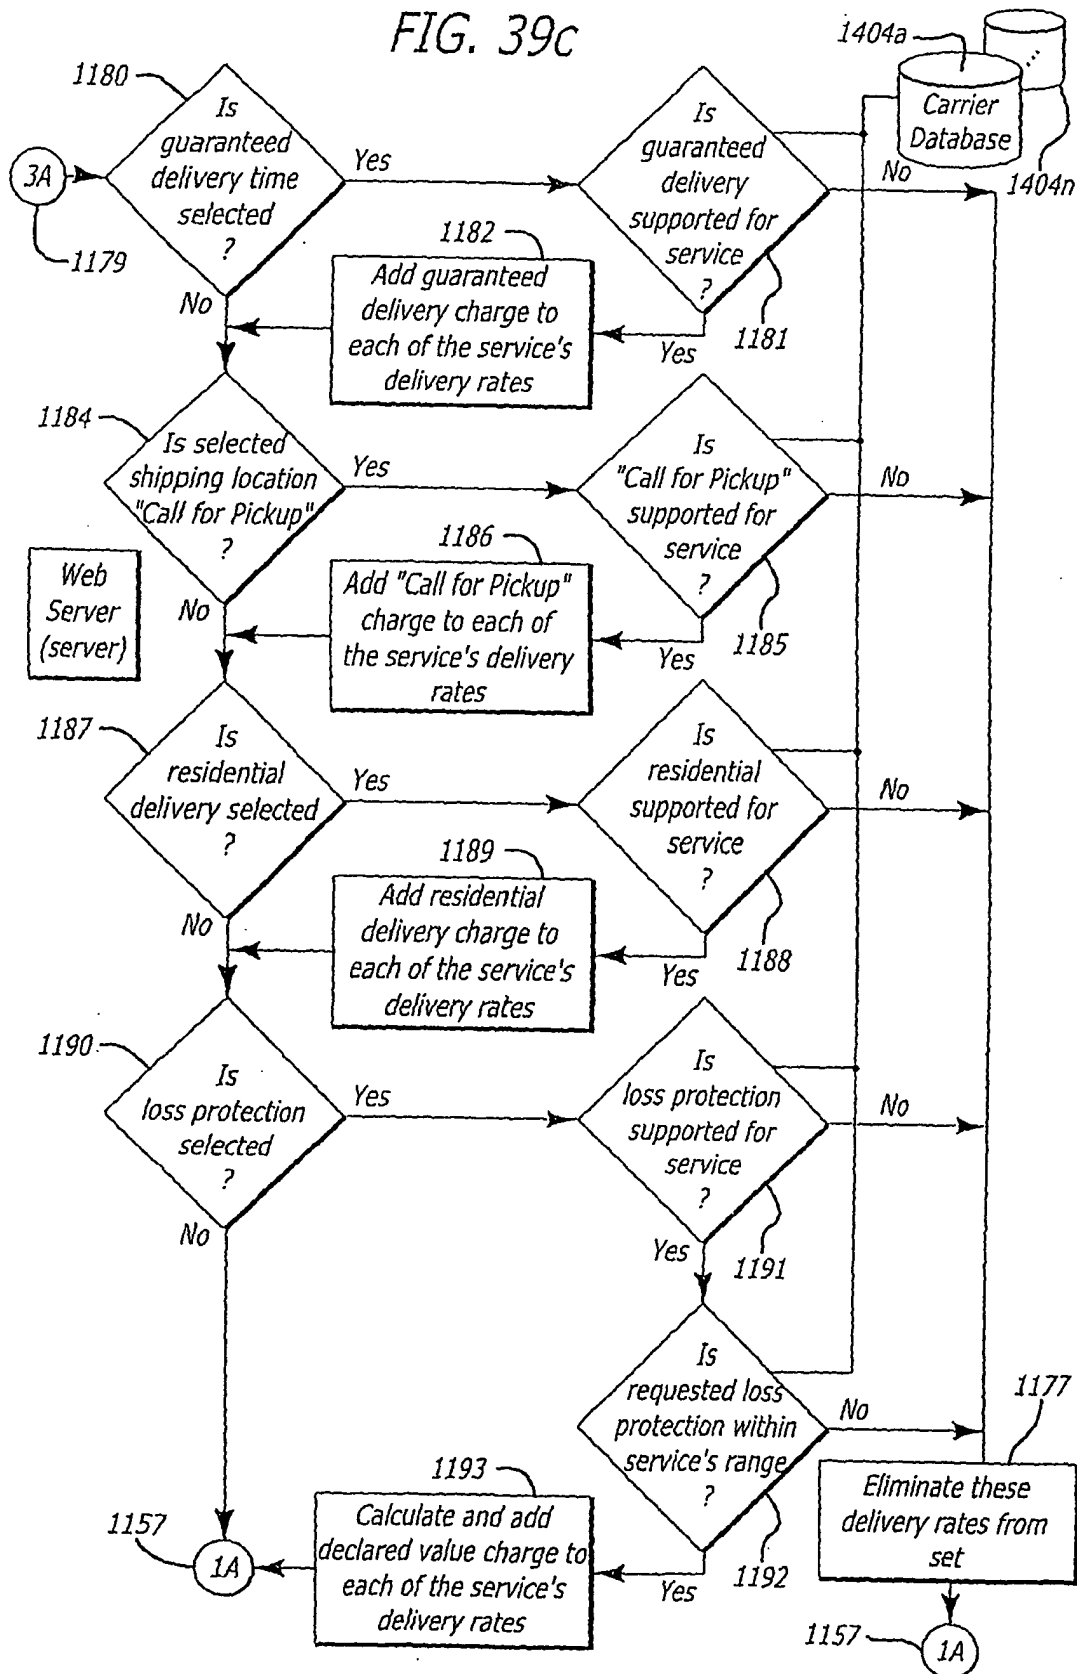 FIG. 39c
1404a
Carrier
Database
1404n
1180
Is
guaranteed
delivery time
selected
?
3A
1179
Yes
No
Is
guaranteed
delivery
supported for
service
?
1181
No
Yes
1182
Add guaranteed
delivery charge to
each of the service's
delivery rates
1184
Is selected
shipping location
"Call for Pickup"
?
Yes
No
Is
"Call for Pickup"
supported for
service
?
1185
No
Yes
1186
Add "Call for Pickup"
charge to each of
the service's delivery
rates
Web
Server
(server)
1187
Is
residential
delivery selected
?
Yes
No
Is
residential
supported for
service
?
1188
No
Yes
1189
Add residential
delivery charge to
each of the service's
delivery rates
1190
Is
loss protection
selected
?
Yes
No
Is
loss protection
supported for
service
?
1191
No
Yes
Is
requested loss
protection within
service's range
?
1192
No
Yes
1177
Eliminate these
delivery rates from
set
1193
Calculate and add
declared value charge to
each of the service's
delivery rates
1157
1A
1157
1A